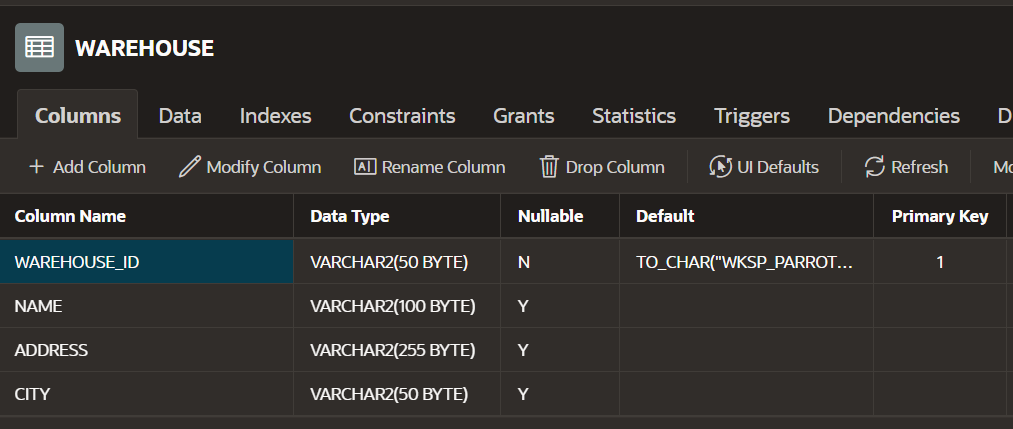 WAREHOUSE
Columns Data Indexes Constraints Grants Statistics Triggers Dependencies D
Add Column Modify Column Rename Column Drop Column UI Defaults Refresh Mo
Column Name Data Type Nullable Default Primary Key
WAREHOUSE_ID VARCHAR2(50 BYTE) N TO_CHAR("WKSP_PARROT... 1
NAME VARCHAR2(100 BYTE) Y
ADDRESS VARCHAR2(255 BYTE) Y
CITY VARCHAR2(50 BYTE) Y